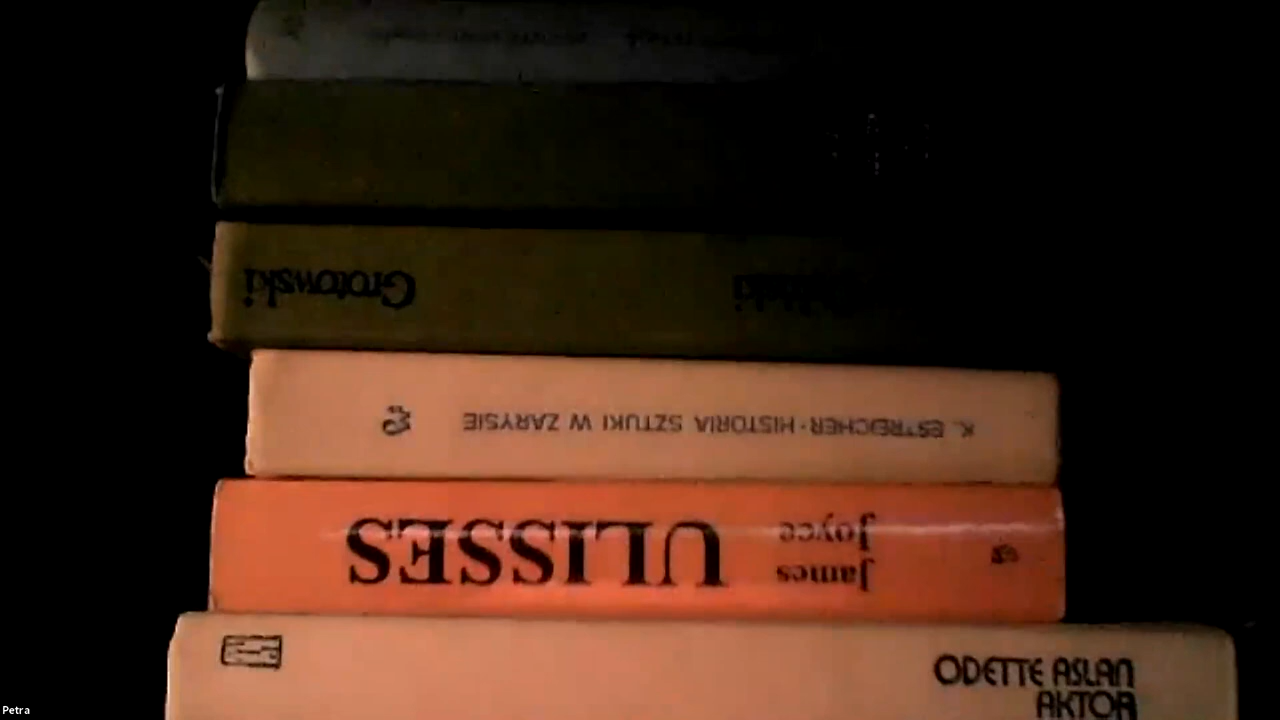 Grotowski
K. ESTREICHER · HISTORIA SZTUKI W ZARYSIE
James
Joyce
ULISSES
ODETTE ASLAN
AKTOR
Petra